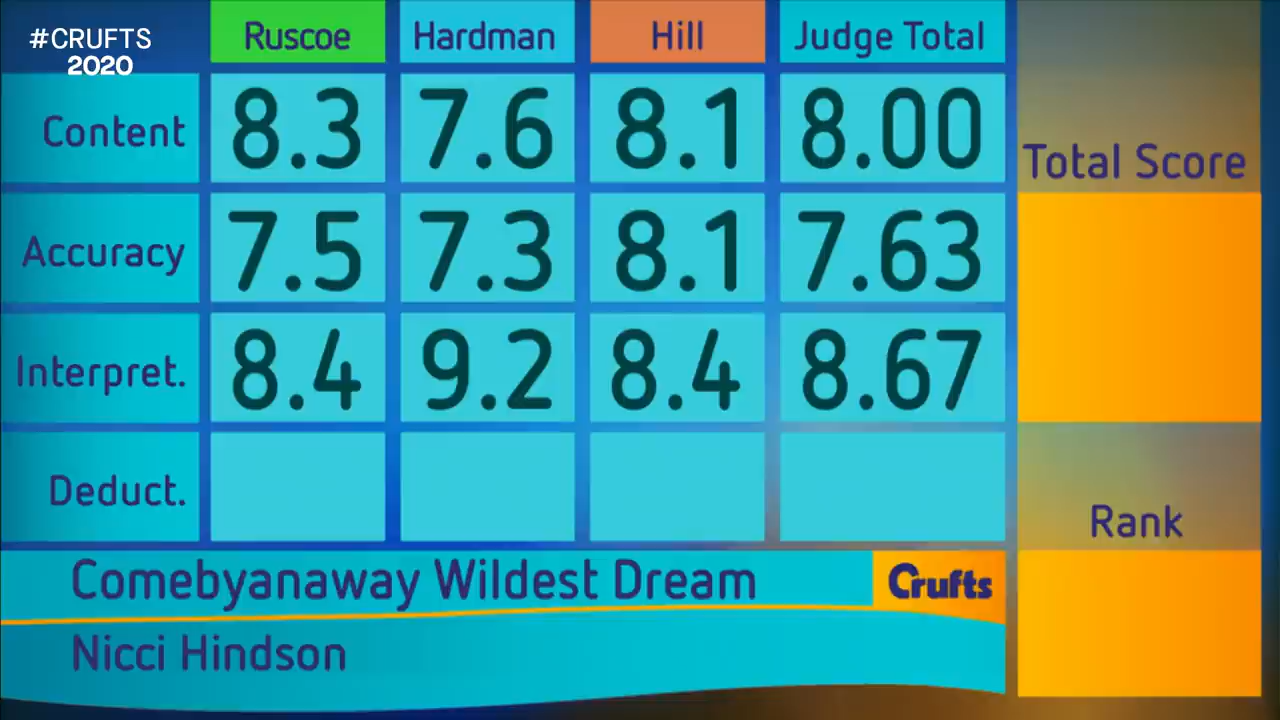 #CRUFTS
2020
Ruscoe Hardman Hill Judge Total
Content 8.3 7.6 8.1 8.00
Total Score
Accuracy 7.5 7.3 8.1 7.63
Interpret. 8.4 9.2 8.4 8.67
Deduct.
Rank
Comebyanaway Wildest Dream
Crufts
Nicci Hindson